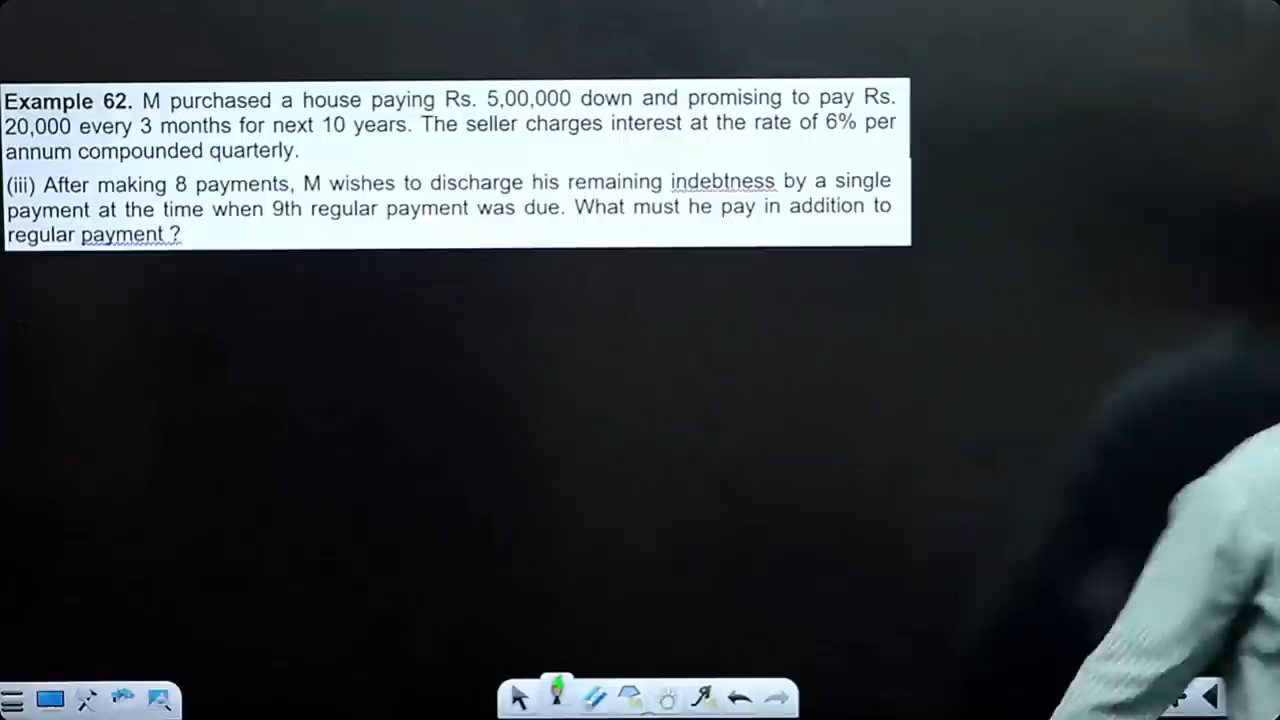 Example 62. M purchased a house paying Rs. 5,00,000 down and promising to pay Rs.
20,000 every 3 months for next 10 years. The seller charges interest at the rate of 6% per
annum compounded quarterly.
(iii) After making 8 payments, M wishes to discharge his remaining indebtness by a single
payment at the time when 9th regular payment was due. What must he pay in addition to
regular payment ?